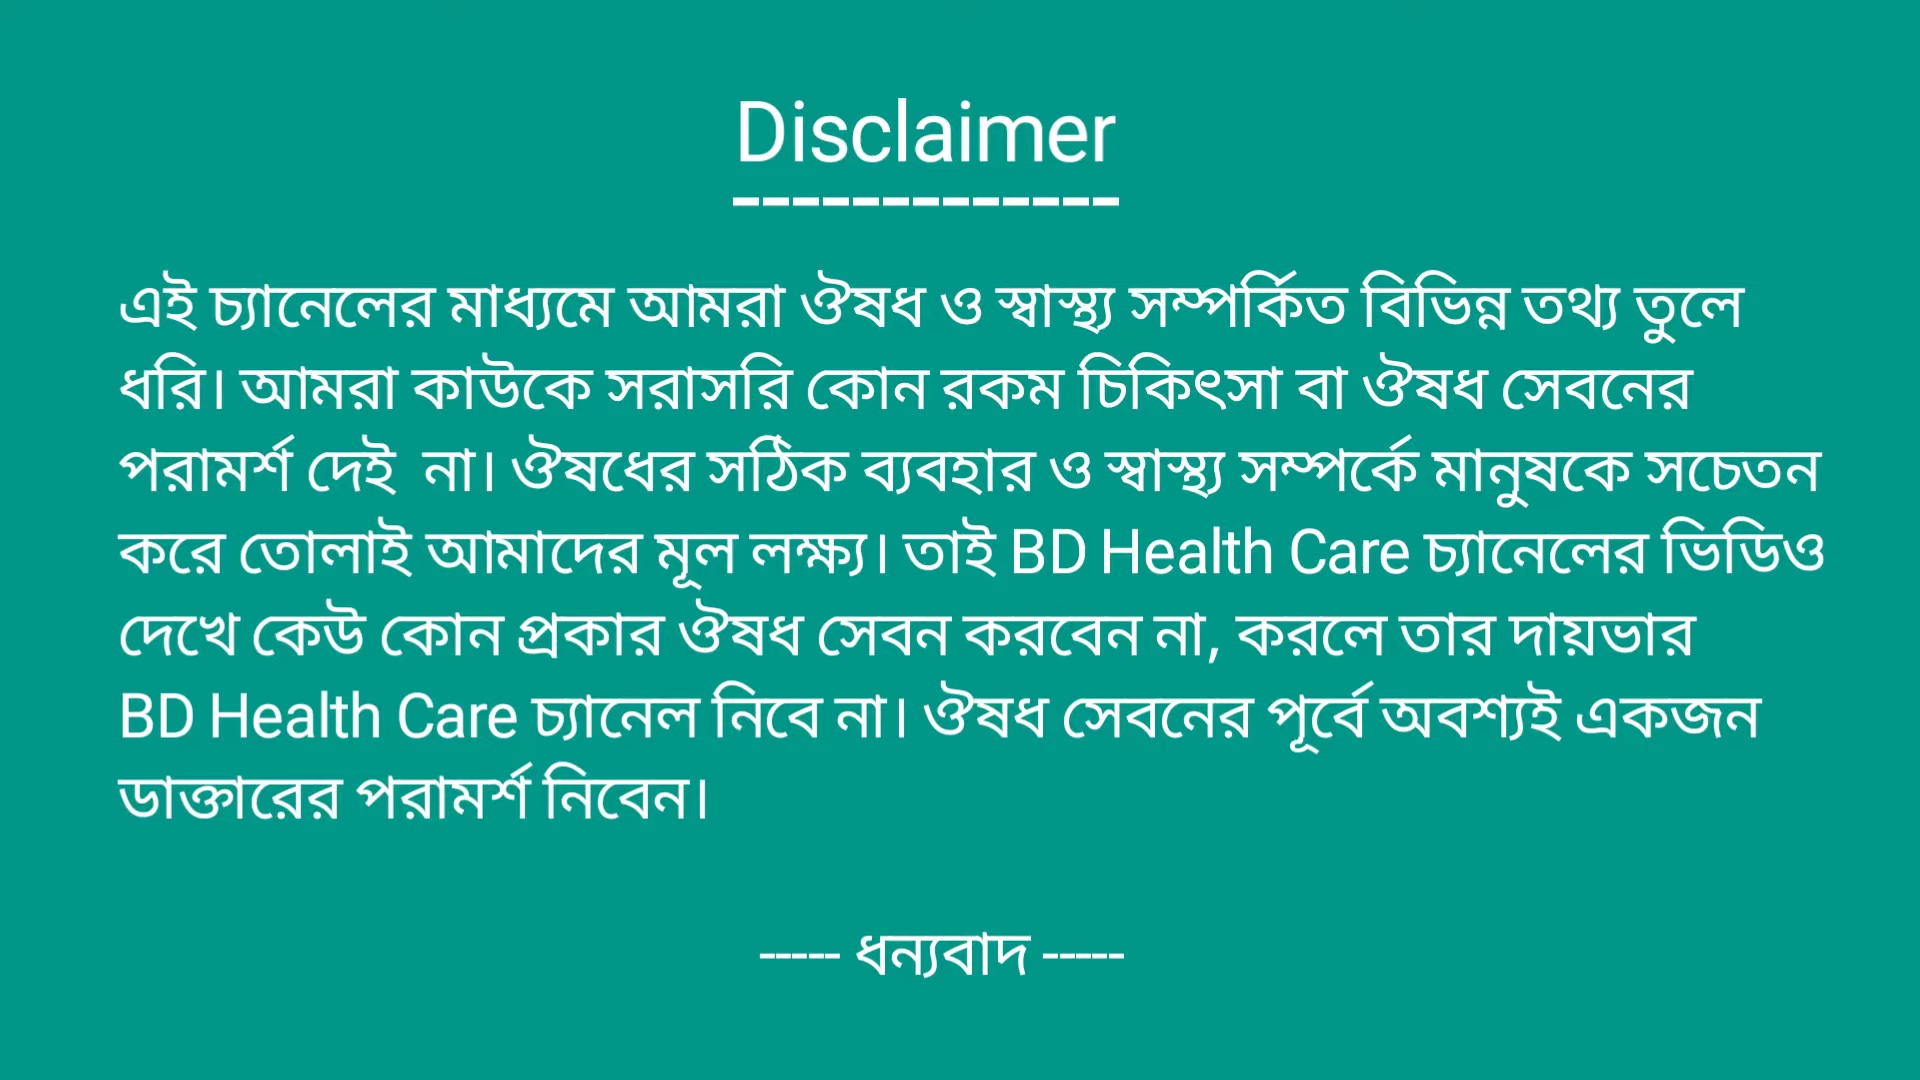 Disclaimer
-------------
এই চ্যানেলের মাধ্যমে আমরা ঔষধ ও স্বাস্থ্য সম্পর্কিত বিভিন্ন তথ্য তুলে
ধরি। আমরা কাউকে সরাসরি কোন রকম চিকিৎসা বা ঔষধ সেবনের
পরামর্শ দেই  না। ঔষধের সঠিক ব্যবহার ও স্বাস্থ্য সম্পর্কে মানুষকে সচেতন
করে তোলাই আমাদের মূল লক্ষ্য। তাই BD Health Care চ্যানেলের ভিডিও
দেখে কেউ কোন প্রকার ঔষধ সেবন করবেন না, করলে তার দায়ভার
BD Health Care চ্যানেল নিবে না। ঔষধ সেবনের পূর্বে অবশ্যই একজন
ডাক্তারের পরামর্শ নিবেন।
----- ধন্যবাদ -----